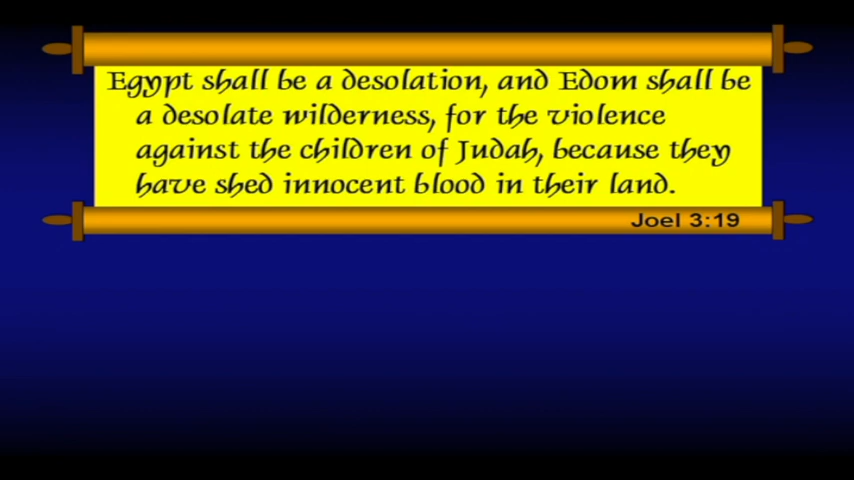 Egypt shall be a desolation, and Edom shall be
a desolate wilderness, for the violence
against the children of Judah, because they
have shed innocent blood in their land.
Joel 3:19